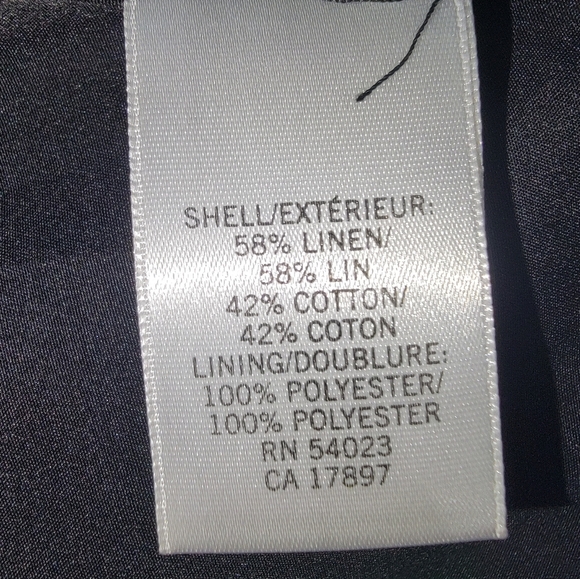 SHELL/EXTÉRIEUR:
58% LINEN/
58% LIN
42% COTTON/
42% COTON
LINING/DOUBLURE:
100% POLYESTER/
100% POLYESTER
RN 54023
CA 17897